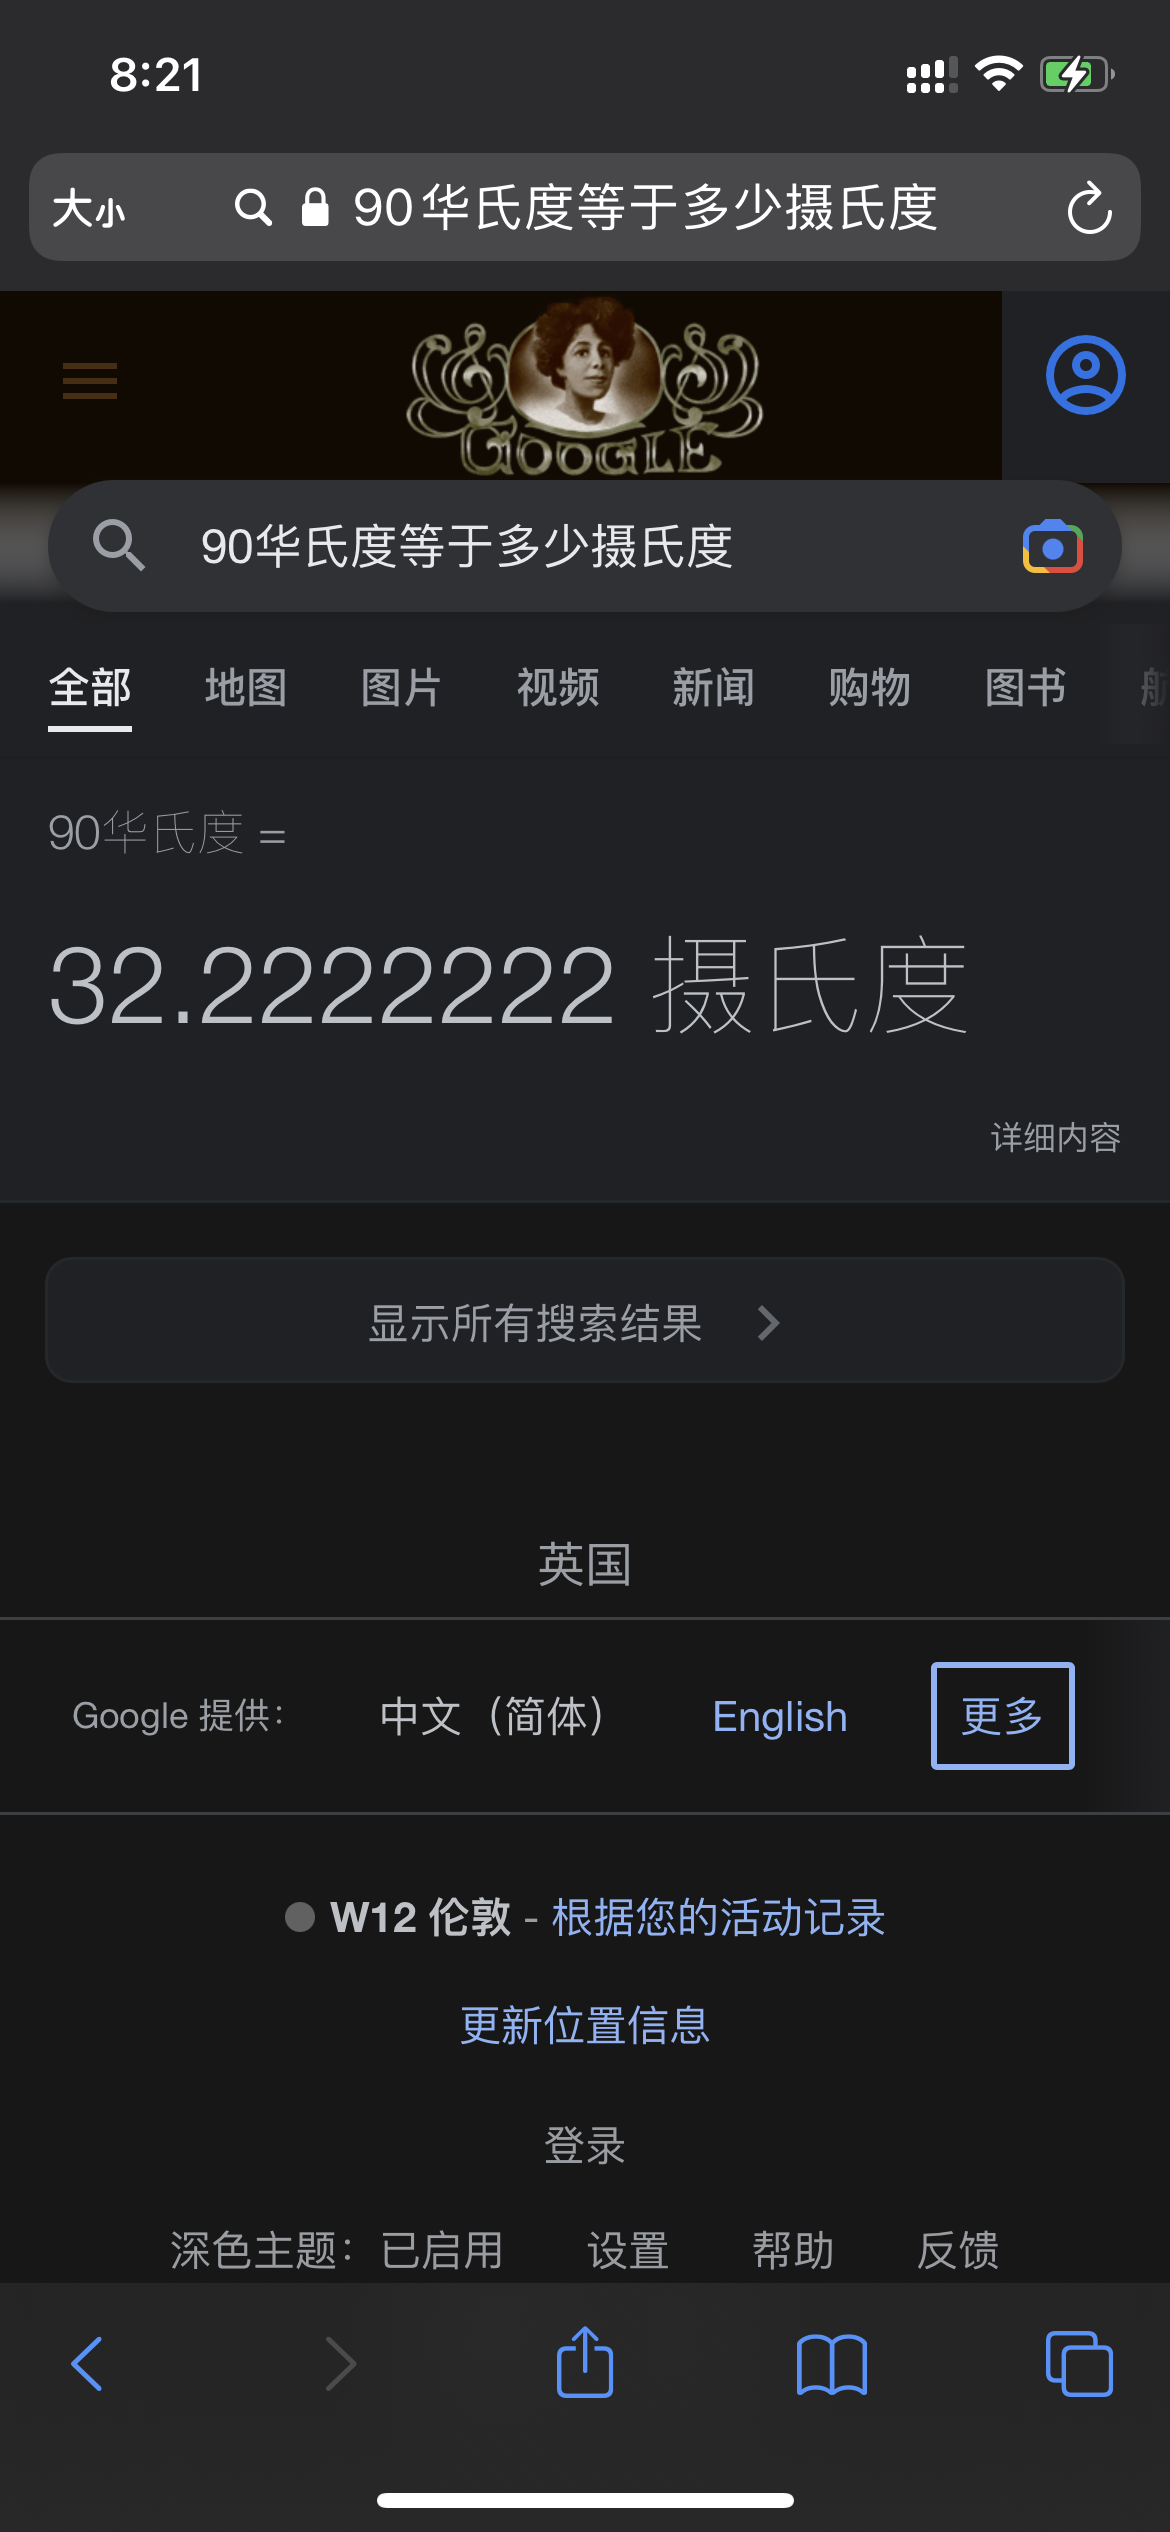 8:21
大小 90华氏度等于多少摄氏度
GOOGLE
90华氏度等于多少摄氏度
全部 地图 图片 视频 新闻 购物 图书
90华氏度 =
32.2222222 摄氏度
详细内容
显示所有搜索结果
英国
Google 提供： 中文（简体） English 更多
W12 伦敦 - 根据您的活动记录
更新位置信息
登录
深色主题：已启用 设置 帮助 反馈